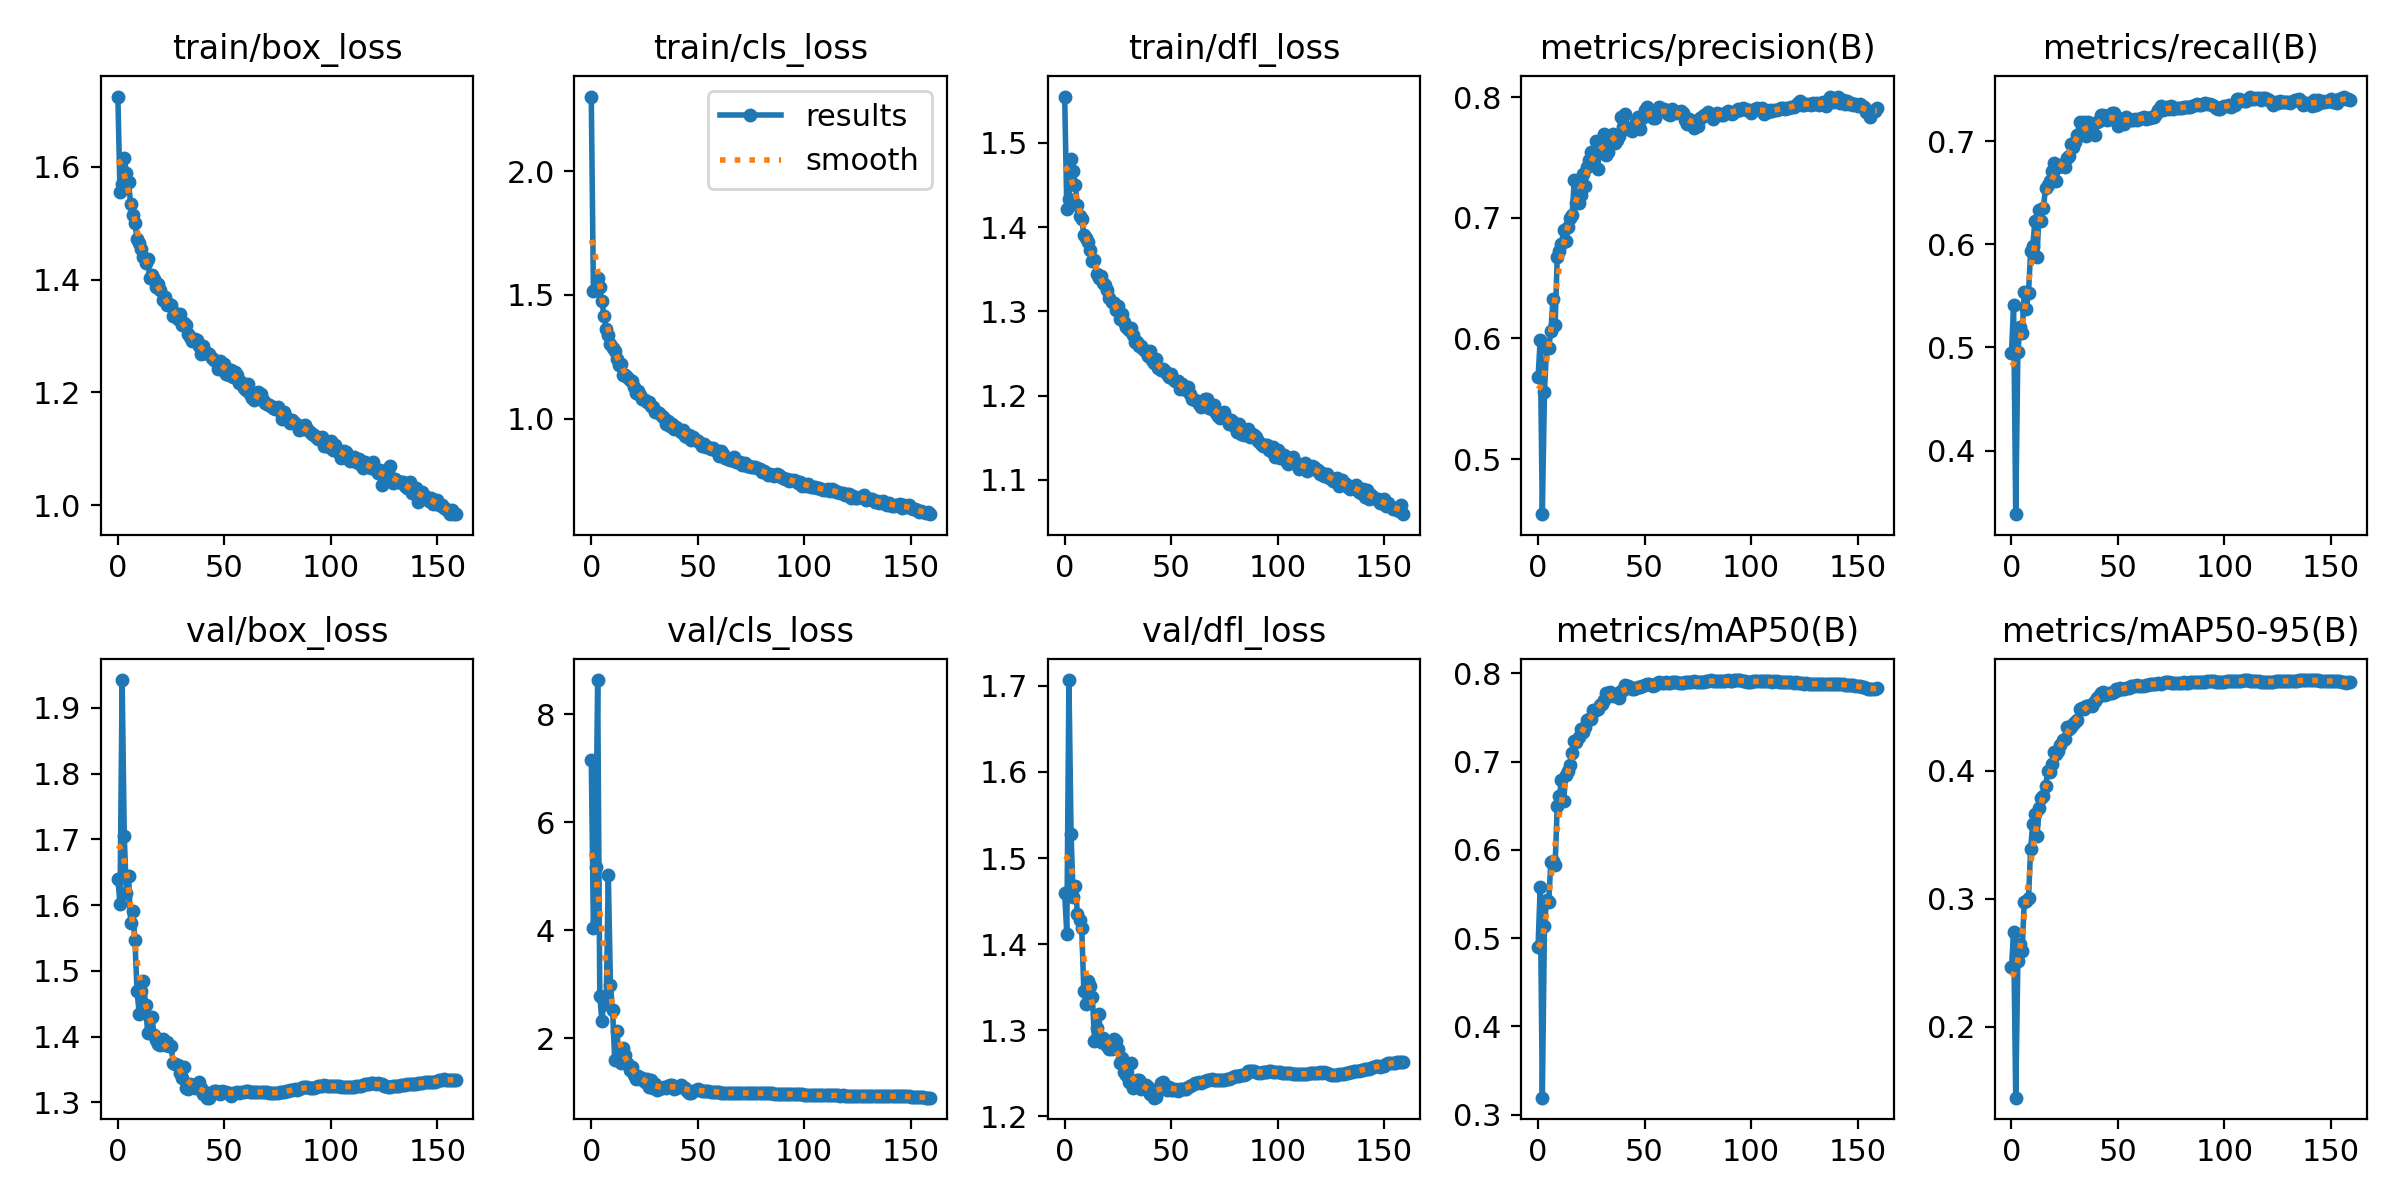 train/box_loss
1.6
1.4
1.2
1.0
0 50 100 150
train/cls_loss
results
smooth
2.0
1.5
1.0
0 50 100 150
train/dfl_loss
1.5
1.4
1.3
1.2
1.1
0 50 100 150
metrics/precision(B)
0.8
0.7
0.6
0.5
0 50 100 150
metrics/recall(B)
0.7
0.6
0.5
0.4
0 50 100 150
val/box_loss
1.9
1.8
1.7
1.6
1.5
1.4
1.3
0 50 100 150
val/cls_loss
8
6
4
2
0 50 100 150
val/dfl_loss
1.7
1.6
1.5
1.4
1.3
1.2
0 50 100 150
metrics/mAP50(B)
0.8
0.7
0.6
0.5
0.4
0.3
0 50 100 150
metrics/mAP50-95(B)
0.4
0.3
0.2
0 50 100 150